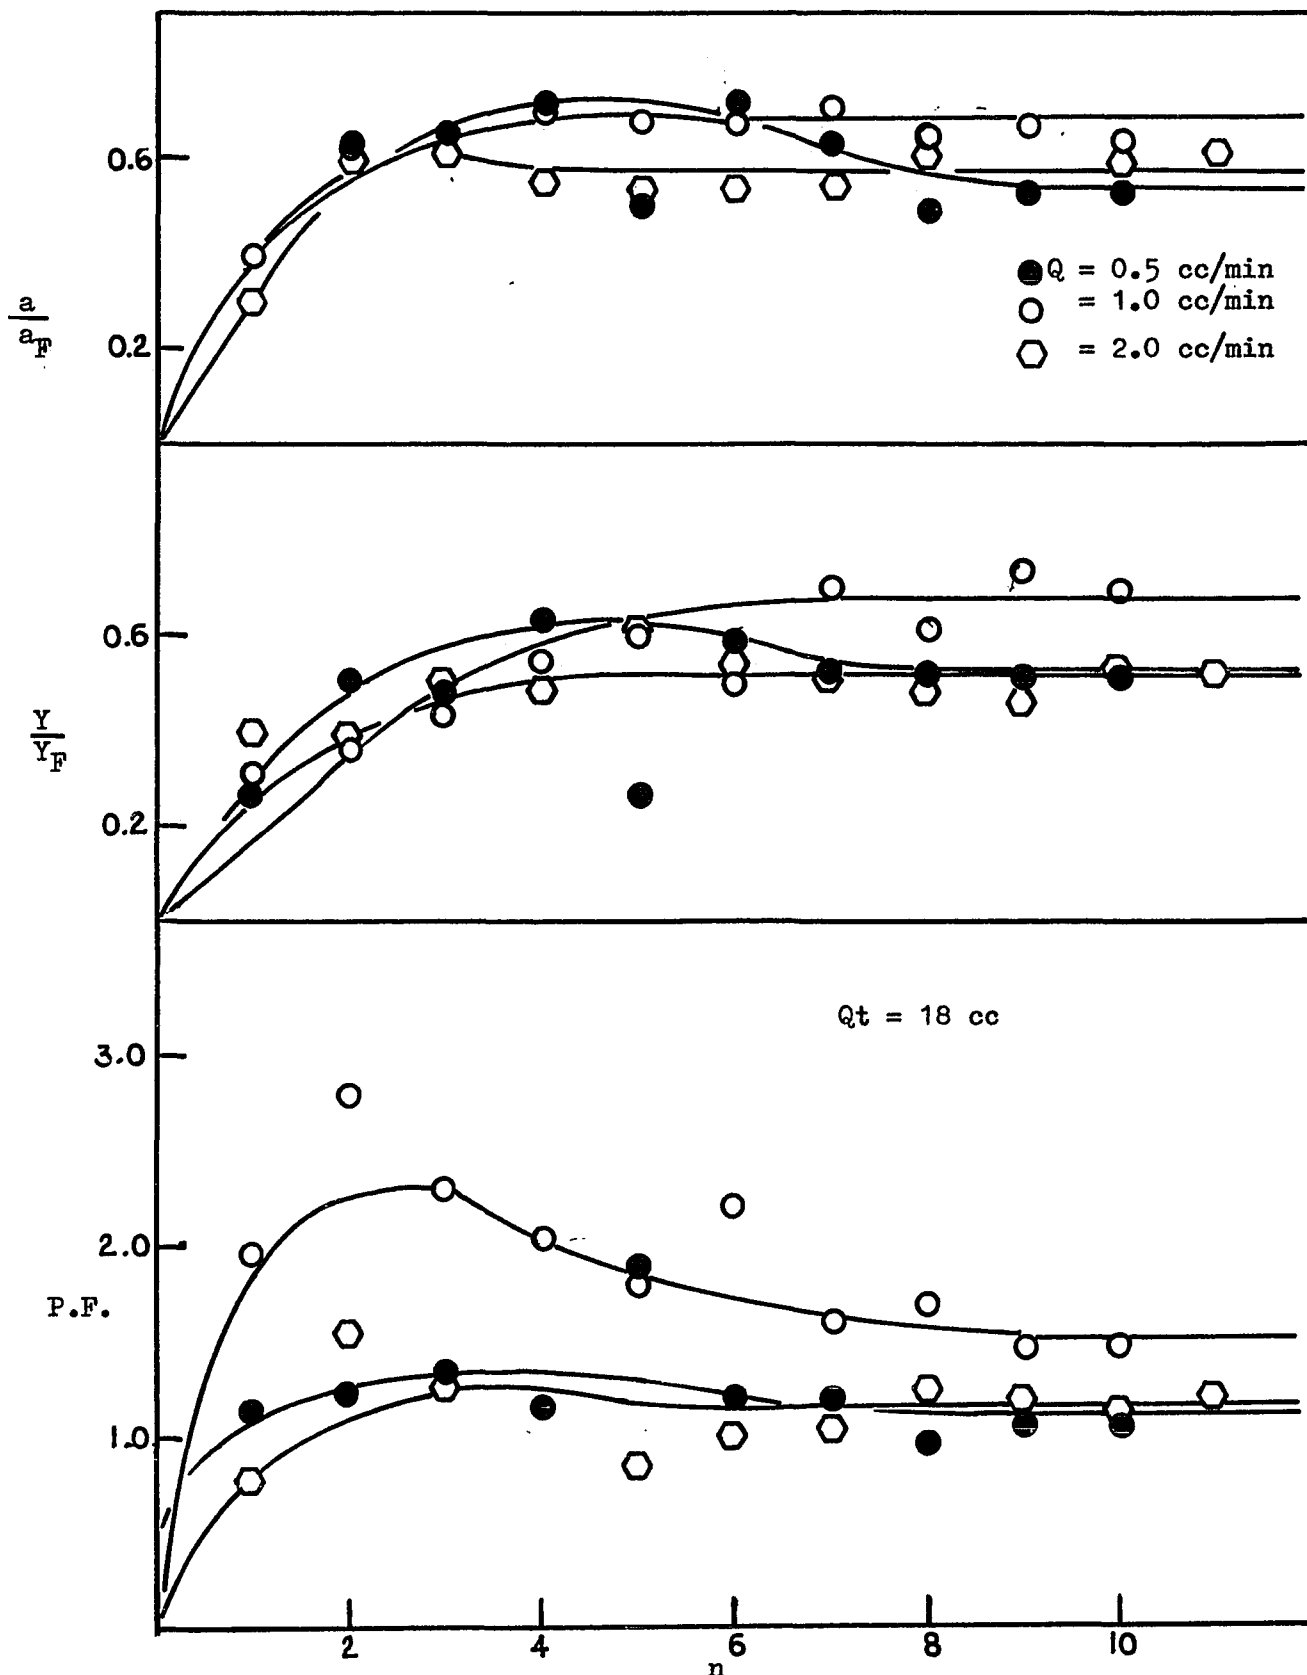 0.6
a
a_F
0.2
● Q = 0.5 cc/min
○ = 1.0 cc/min
⬡ = 2.0 cc/min
0.6
Y
Y_F
0.2
Qt = 18 cc
3.0
2.0
P.F.
1.0
2 4 6 8 10
n